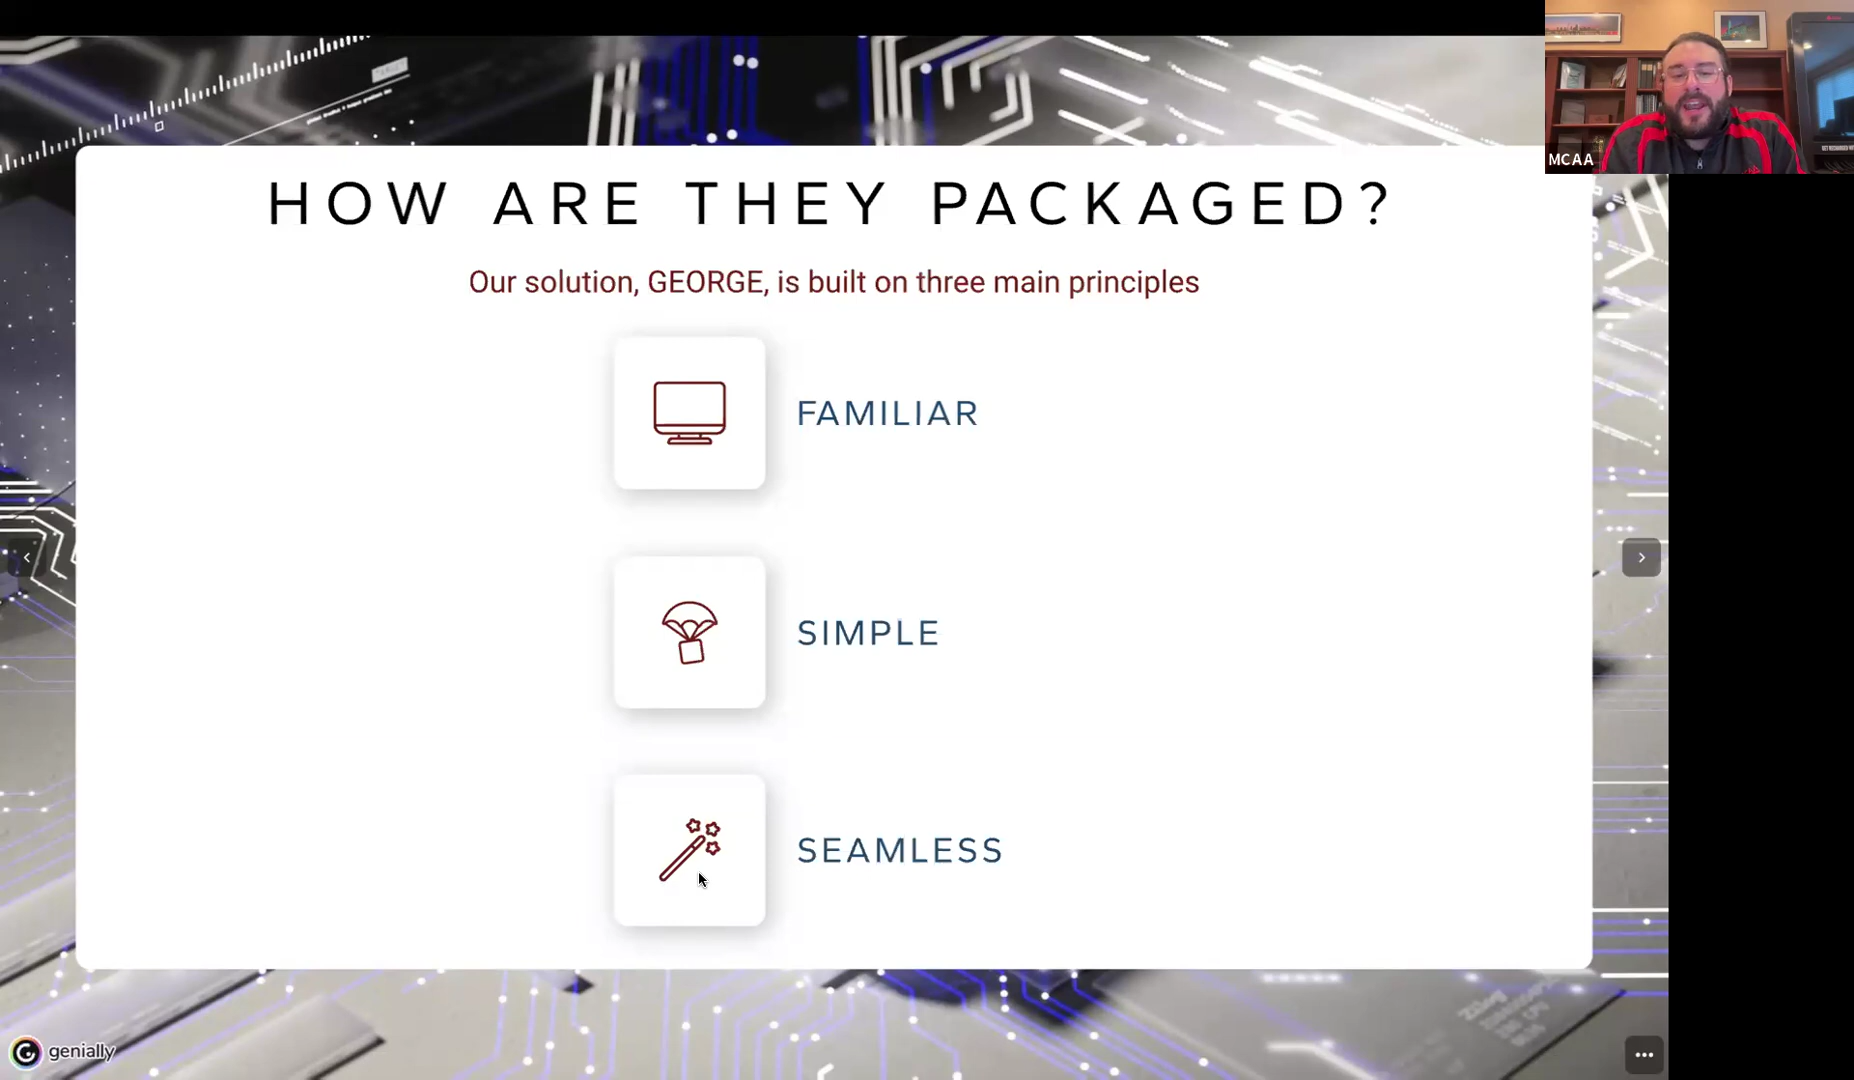 MCAA
HOW ARE THEY PACKAGED?
Our solution, GEORGE, is built on three main principles
FAMILIAR
SIMPLE
SEAMLESS
genially